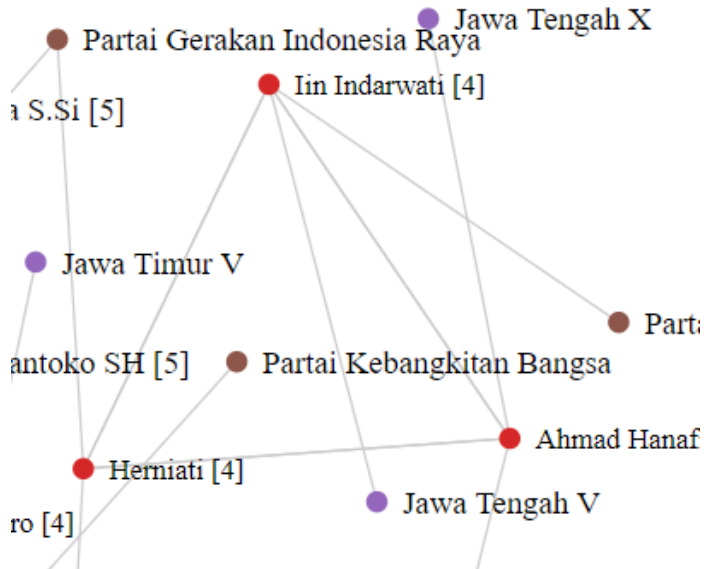 Jawa Tengah X
Partai Gerakan Indonesia Raya
Iin Indarwati [4]
a S.Si [5]
Jawa Timur V
Parta
antoko SH [5]
Partai Kebangkitan Bangsa
Ahmad Hanaf
Herniati [4]
Jawa Tengah V
ro [4]